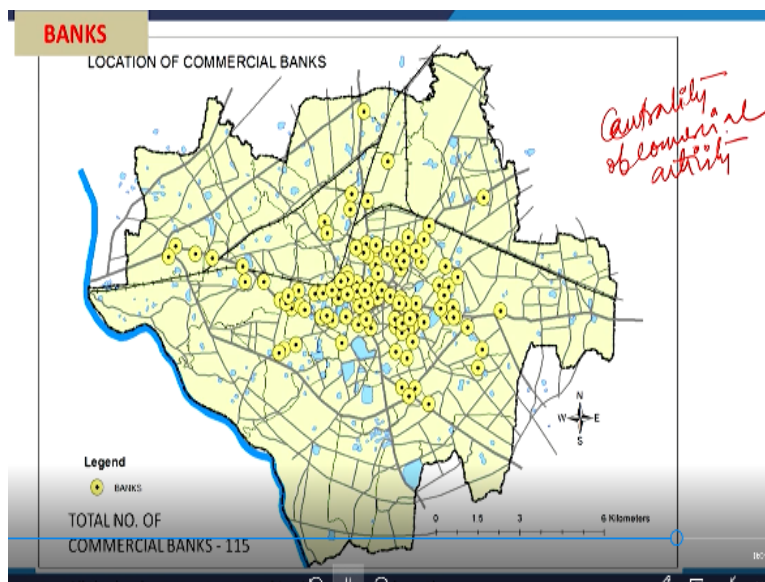 BANKS
LOCATION OF COMMERCIAL BANKS
Centrality
of commercial
activity
N
W E
S
Legend
BANKS
TOTAL NO. OF
COMMERCIAL BANKS - 115
0 1.5 3 6 Kilometers